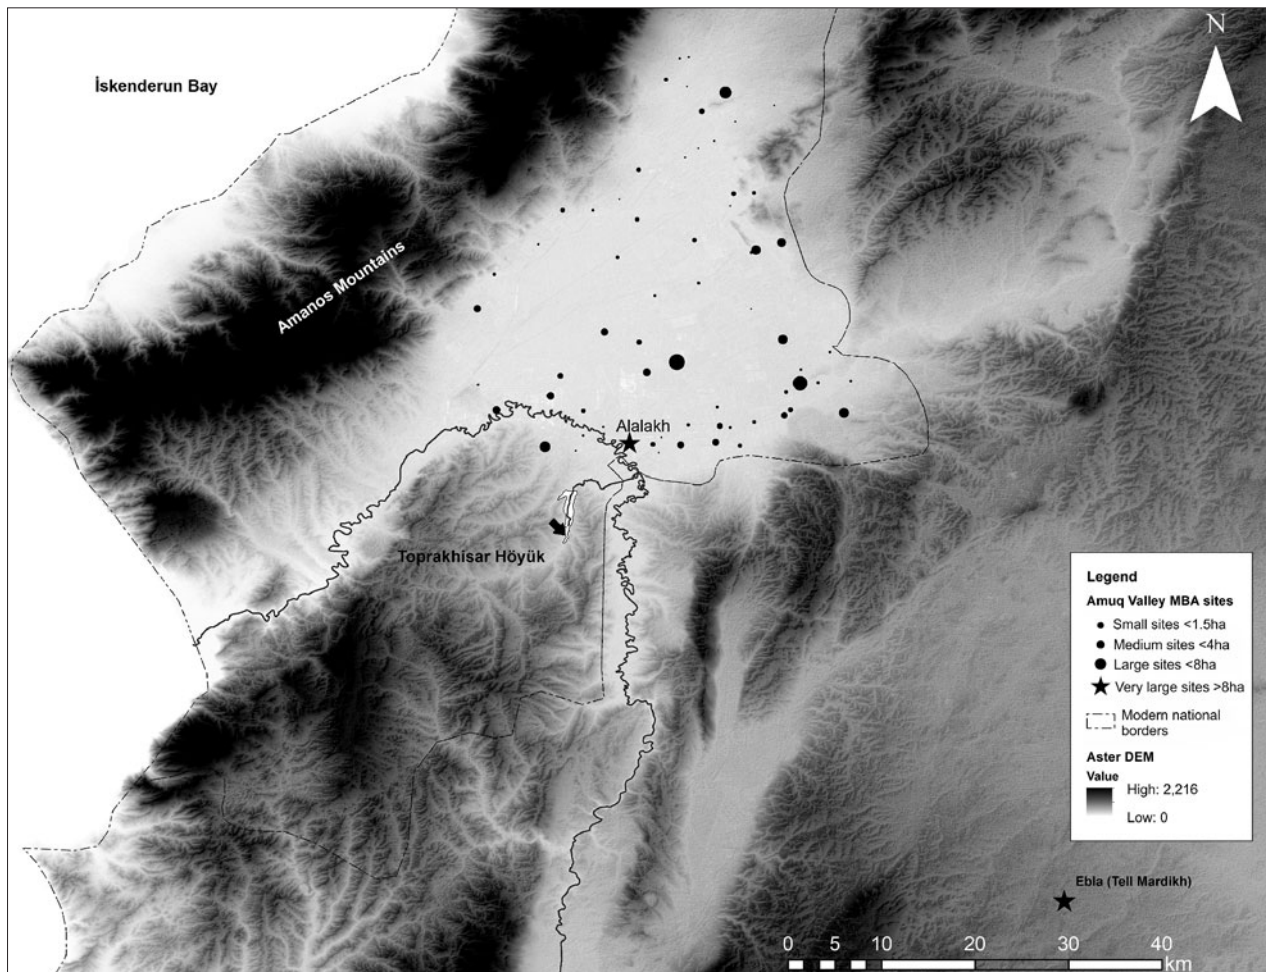 N
İskenderun Bay
Amanos Mountains
Alalakh
Toprakhisar Höyük
Legend
Amuq Valley MBA sites
Small sites <1.5ha
Medium sites <4ha
Large sites <8ha
Very large sites >8ha
Modern national
borders
Aster DEM
Value
High: 2,216
Low: 0
Ebla (Tell Mardikh)
0 5 10 20 30 40
km